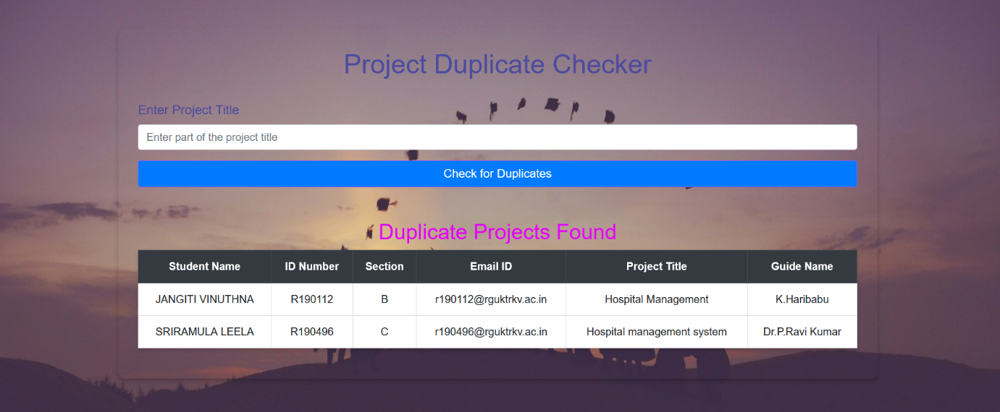 Project Duplicate Checker
Enter Project Title
Enter part of the project title
Check for Duplicates
Duplicate Projects Found
Student Name ID Number Section Email ID Project Title Guide Name
JANGITI VINUTHNA R190112 B r190112@rguktrkv.ac.in Hospital Management K.Haribabu
SRIRAMULA LEELA R190496 C r190496@rguktrkv.ac.in Hospital management system Dr.P.Ravi Kumar